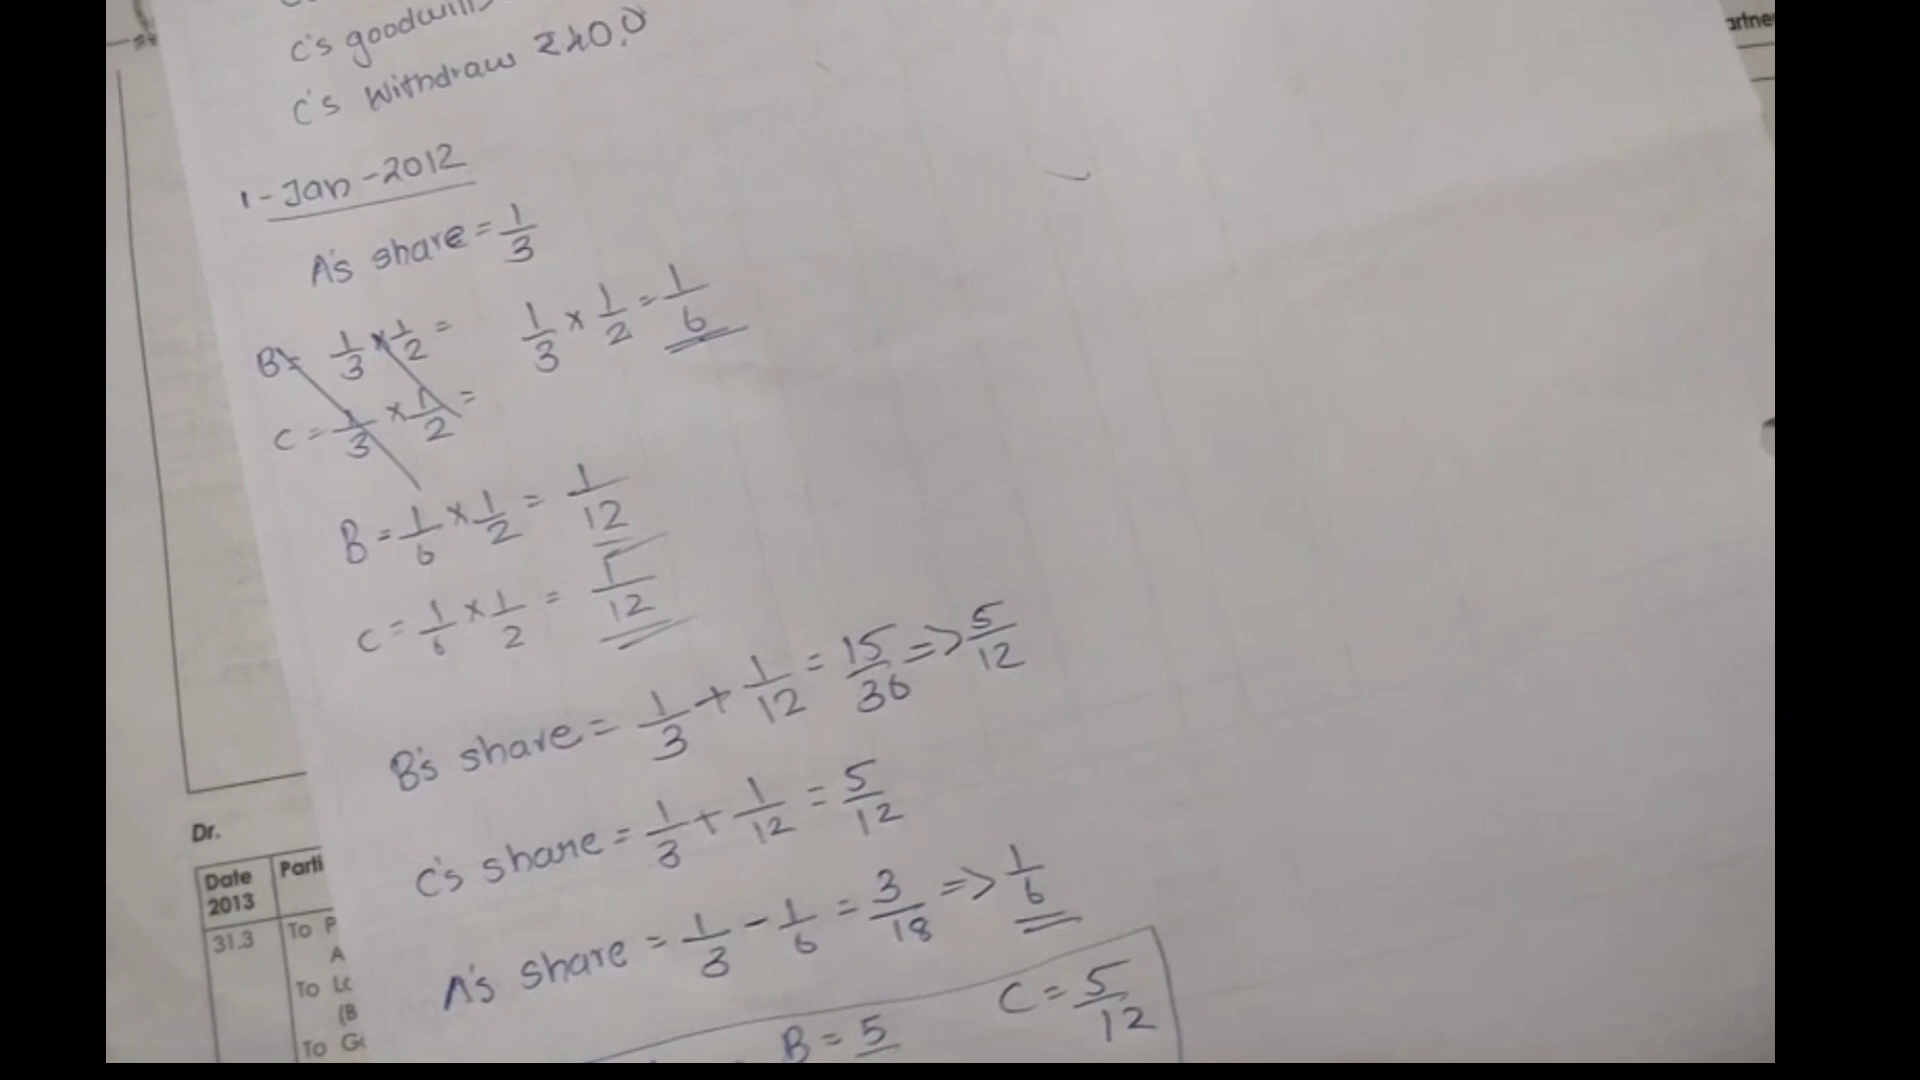 C's goodwill
C's Withdraw ₹20,0
1-Jan-2012
A's share = 1/3
B = 1/3 × 1/2 = 1/3 × 1/2 = 1/6
C = 1/3 × 1/2 =
B = 1/6 × 1/2 = 1/12
C = 1/6 × 1/2 = 1/12
B's share = 1/3 + 1/12 = 15/36 => 5/12
C's share = 1/3 + 1/12 = 5/12
A's share = 1/3 - 1/6 = 3/18 => 1/6
B = 5 C = 5/12
artne
Dr.
Date Parti
2013
31.3 To P
A
To Lo
(B
To Go